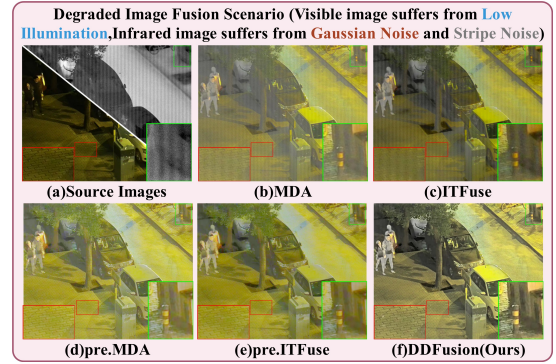 Degraded Image Fusion Scenario (Visible image suffers from Low
Illumination,Infrared image suffers from Gaussian Noise and Stripe Noise)
(a)Source Images
(b)MDA
(c)ITFuse
(d)pre.MDA
(e)pre.ITFuse
(f)DDFusion(Ours)